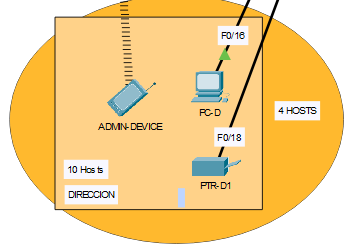 F0/16
ADMIN-DEVICE
PC-D
4 HOSTS
F0/18
10 Hosts
PTR-D1
DIRECCION